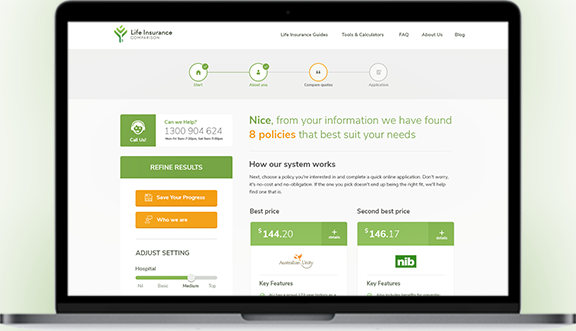 Life Insurance
COMPARISON
Life Insurance Guides
Tools & Calculators
FAQ
About Us
Blog
Start
About you
Compare quotes
Application
Call Us!
Can we Help?
1300 904 624
REFINE RESULTS
Save Your Progress
Who we are
ADJUST SETTING
Hospital
Nil
Basic
Medium
Top
Nice, from your information we have found
8 policies that best suit your needs
How our system works
Next, choose a policy you're interested in and complete a quick online application. Don't worry,
it's no-cost and no-obligation. If the one you pick doesn't end up being the right fit, we'll help
find one that is.
Best price
$144.20
+
details
Australian Unity
Key Features
Second best price
$146.17
+
details
nib
Key Features